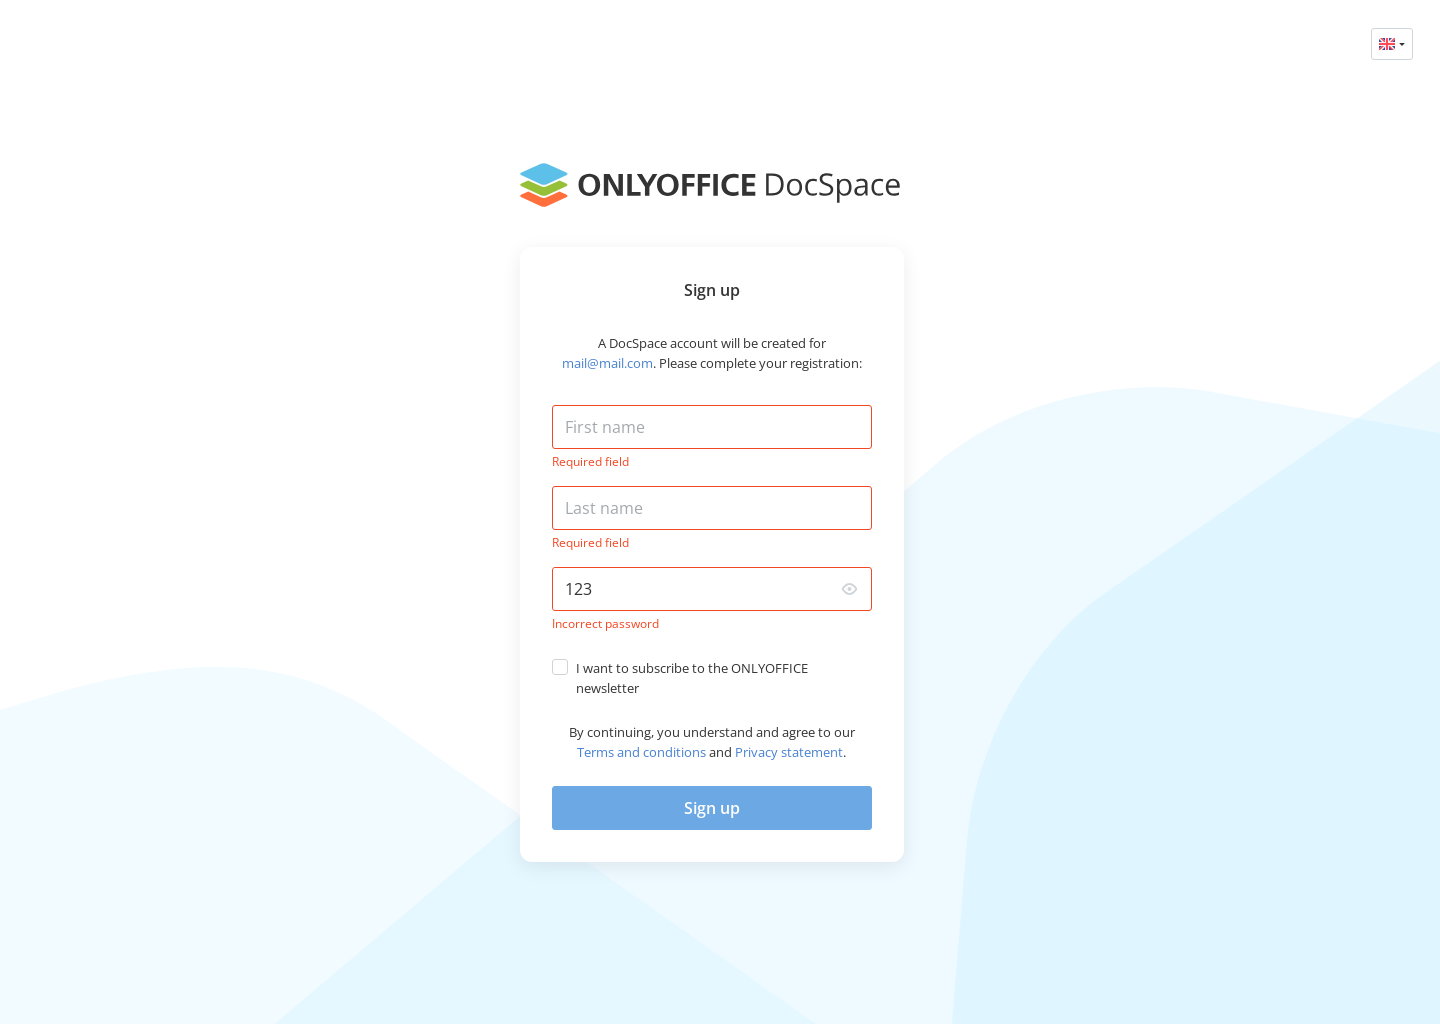 ONLYOFFICE DocSpace
Sign up
A DocSpace account will be created for
mail@mail.com. Please complete your registration:
First name
Required field
Last name
Required field
123
Incorrect password
I want to subscribe to the ONLYOFFICE
newsletter
By continuing, you understand and agree to our
Terms and conditions and Privacy statement.
Sign up